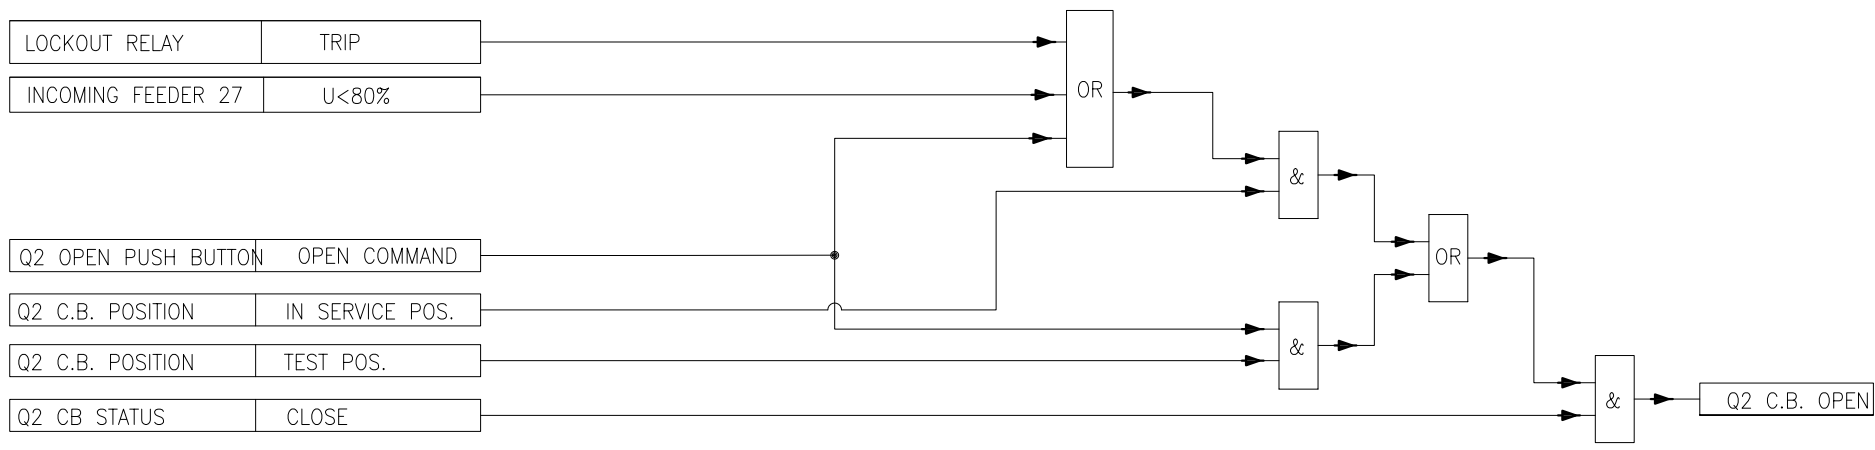 LOCKOUT RELAY TRIP
INCOMING FEEDER 27 U<80%
OR
&
Q2 OPEN PUSH BUTTON OPEN COMMAND
OR
Q2 C.B. POSITION IN SERVICE POS.
&
Q2 C.B. POSITION TEST POS.
&
Q2 C.B. OPEN
Q2 CB STATUS CLOSE